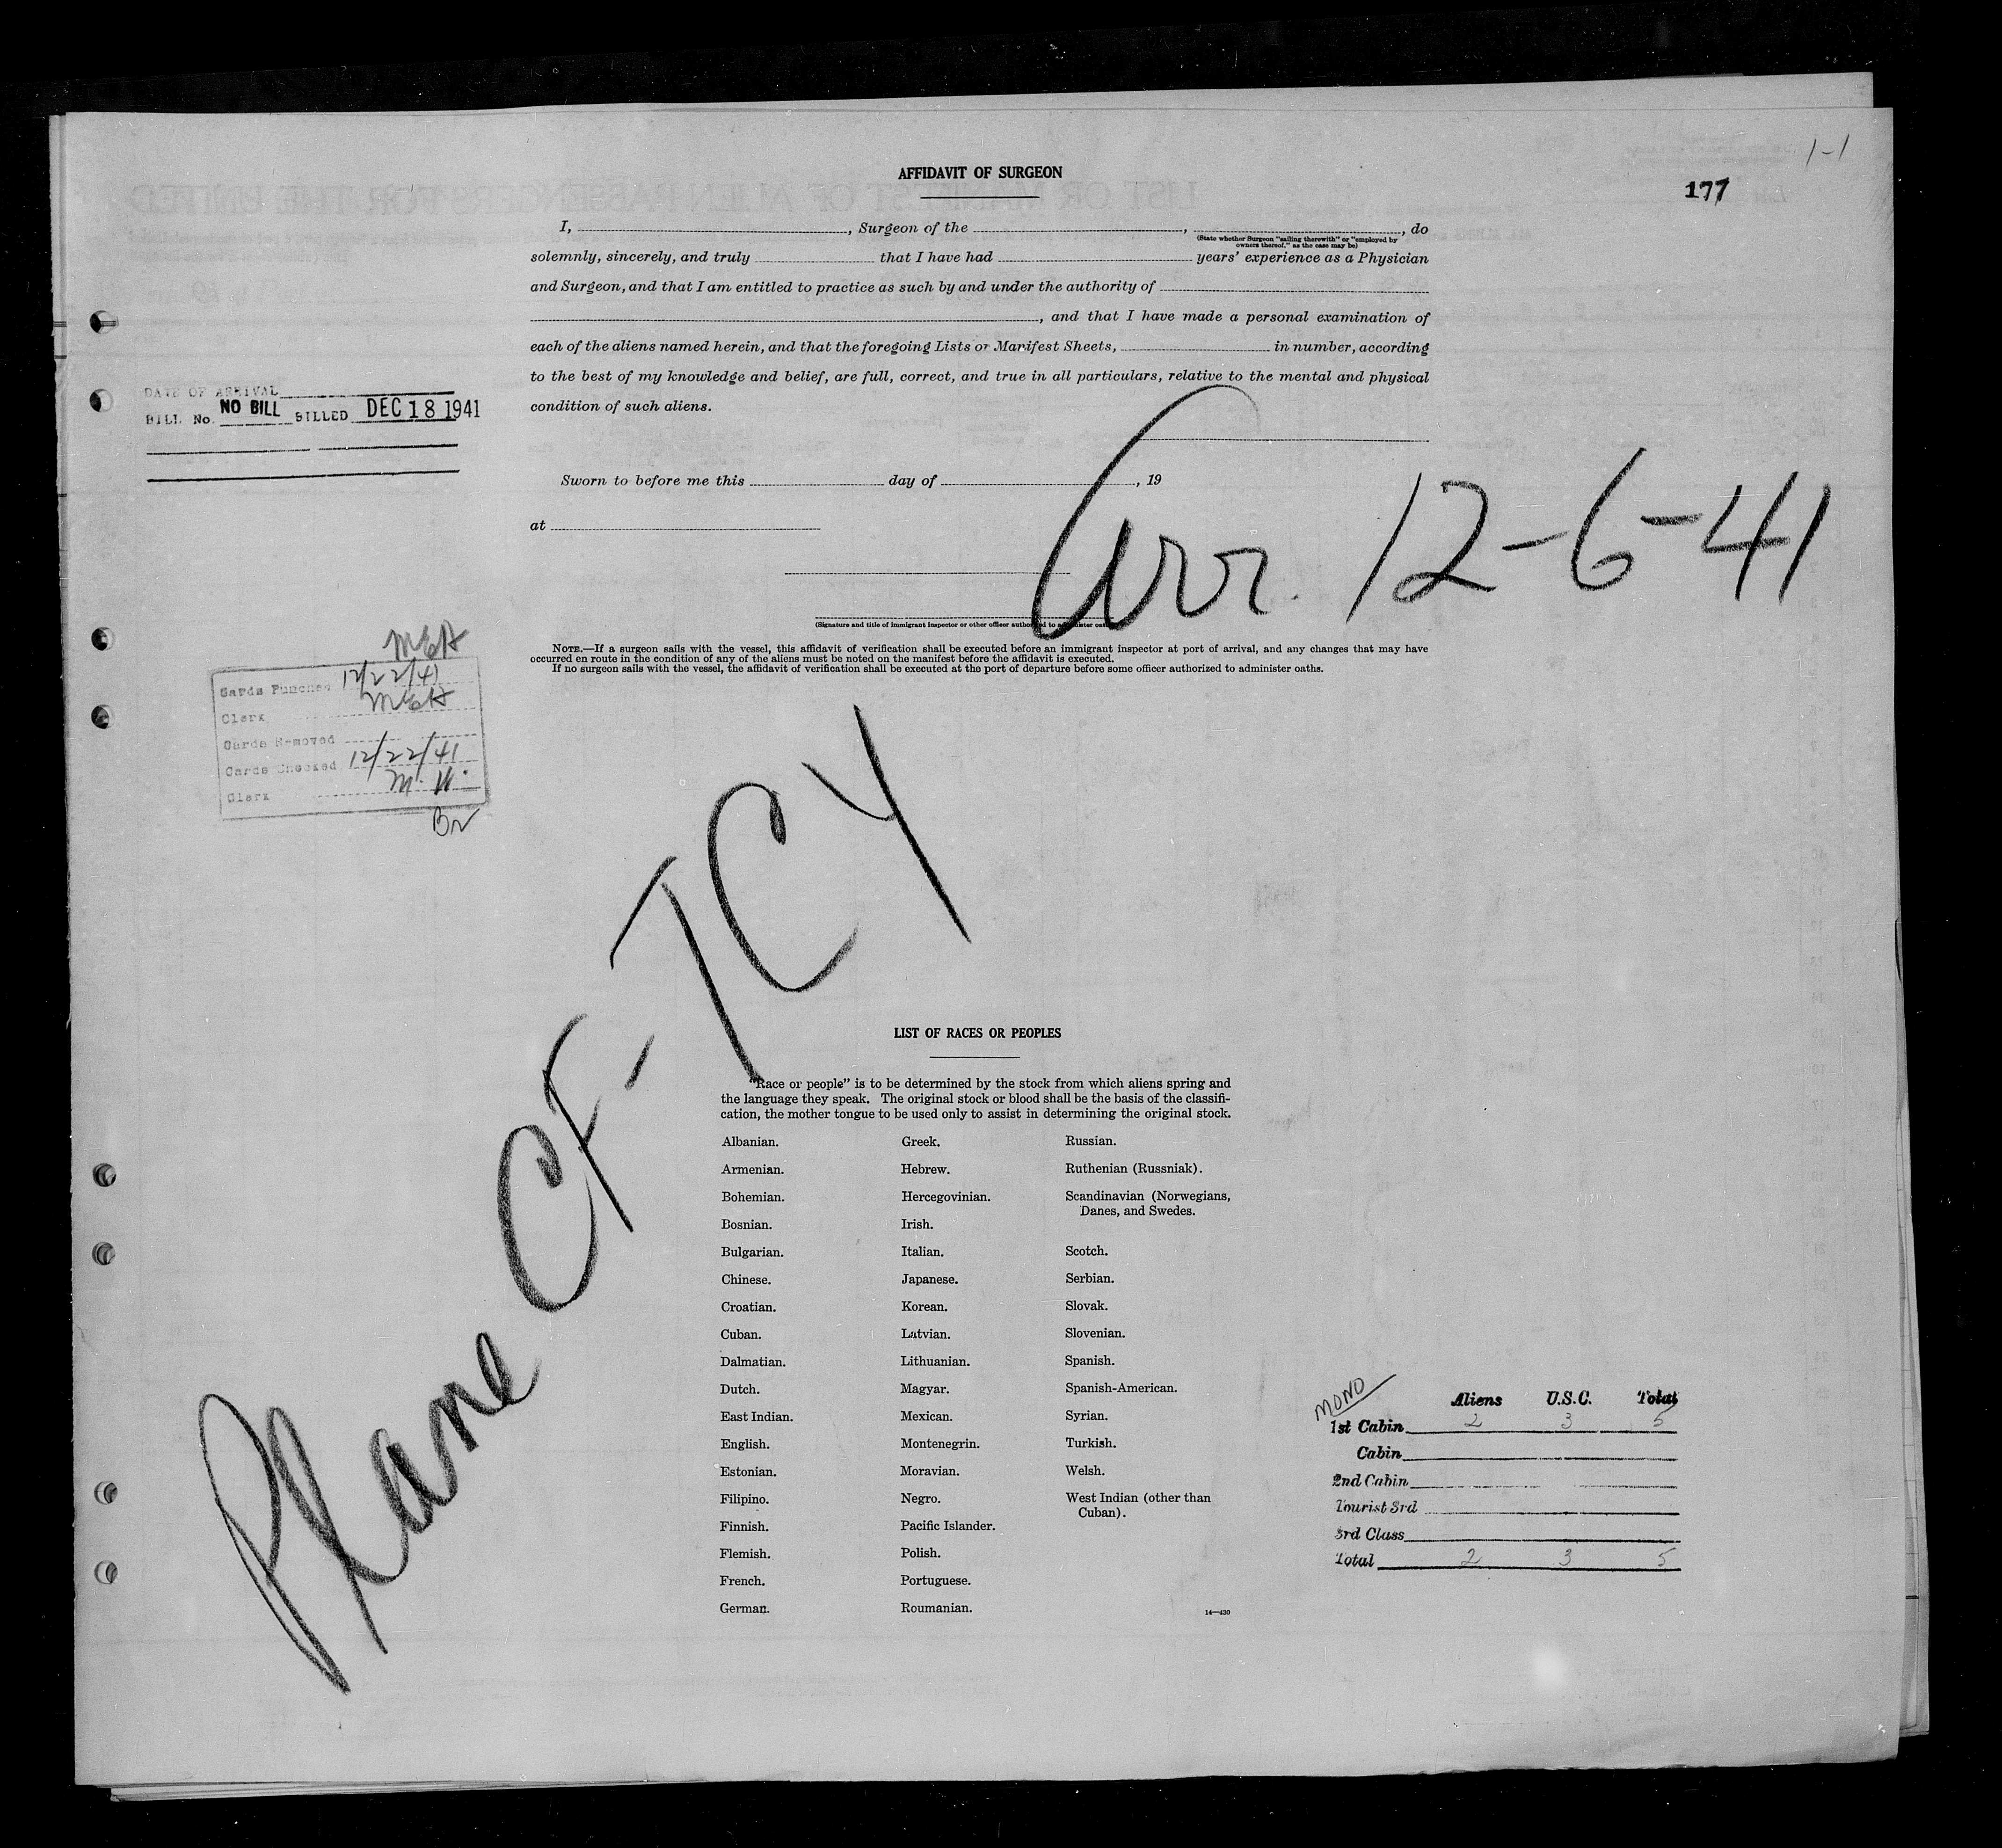 1-1
177
AFFIDAVIT OF SURGEON
I, , Surgeon of the , , do
(State whether Surgeon "sailing therewith" or "employed by
owners thereof," as the case may be)
solemnly, sincerely, and truly that I have had years' experience as a Physician
and Surgeon, and that I am entitled to practice as such by and under the authority of
, and that I have made a personal examination of
each of the aliens named herein, and that the foregoing Lists or Manifest Sheets, in number, according
to the best of my knowledge and belief, are full, correct, and true in all particulars, relative to the mental and physical
condition of such aliens.
DATE OF ARRIVAL
BILL No. NO BILL BILLED DEC 18 1941
Sworn to before me this day of , 19
at
Arr. 12-6-41
(Signature and title of immigrant inspector or other officer authorized to administer oaths)
NOTE.—If a surgeon sails with the vessel, this affidavit of verification shall be executed before an immigrant inspector at port of arrival, and any changes that may have
occurred en route in the condition of any of the aliens must be noted on the manifest before the affidavit is executed.
If no surgeon sails with the vessel, the affidavit of verification shall be executed at the port of departure before some officer authorized to administer oaths.
Cards Punched 12/22/41
Clerk
Cards Removed
Cards Checked 12/22/41
Clerk M. K.
Plane CF-TCY
LIST OF RACES OR PEOPLES
"Race or people" is to be determined by the stock from which aliens spring and
the language they speak. The original stock or blood shall be the basis of the classifi-
cation, the mother tongue to be used only to assist in determining the original stock.
Albanian.
Armenian.
Bohemian.
Bosnian.
Bulgarian.
Chinese.
Croatian.
Cuban.
Dalmatian.
Dutch.
East Indian.
English.
Estonian.
Filipino.
Finnish.
Flemish.
French.
German.
Greek.
Hebrew.
Hercegovinian.
Irish.
Italian.
Japanese.
Korean.
Latvian.
Lithuanian.
Magyar.
Mexican.
Montenegrin.
Moravian.
Negro.
Pacific Islander.
Polish.
Portuguese.
Roumanian.
Russian.
Ruthenian (Russniak).
Scandinavian (Norwegians,
Danes, and Swedes.
Scotch.
Serbian.
Slovak.
Slovenian.
Spanish.
Spanish-American.
Syrian.
Turkish.
Welsh.
West Indian (other than
Cuban).
14—430
MONO
Aliens U.S.C. Total
1st Cabin 2 3 5
Cabin
2nd Cabin
Tourist 3rd
3rd Class
Total 2 3 5